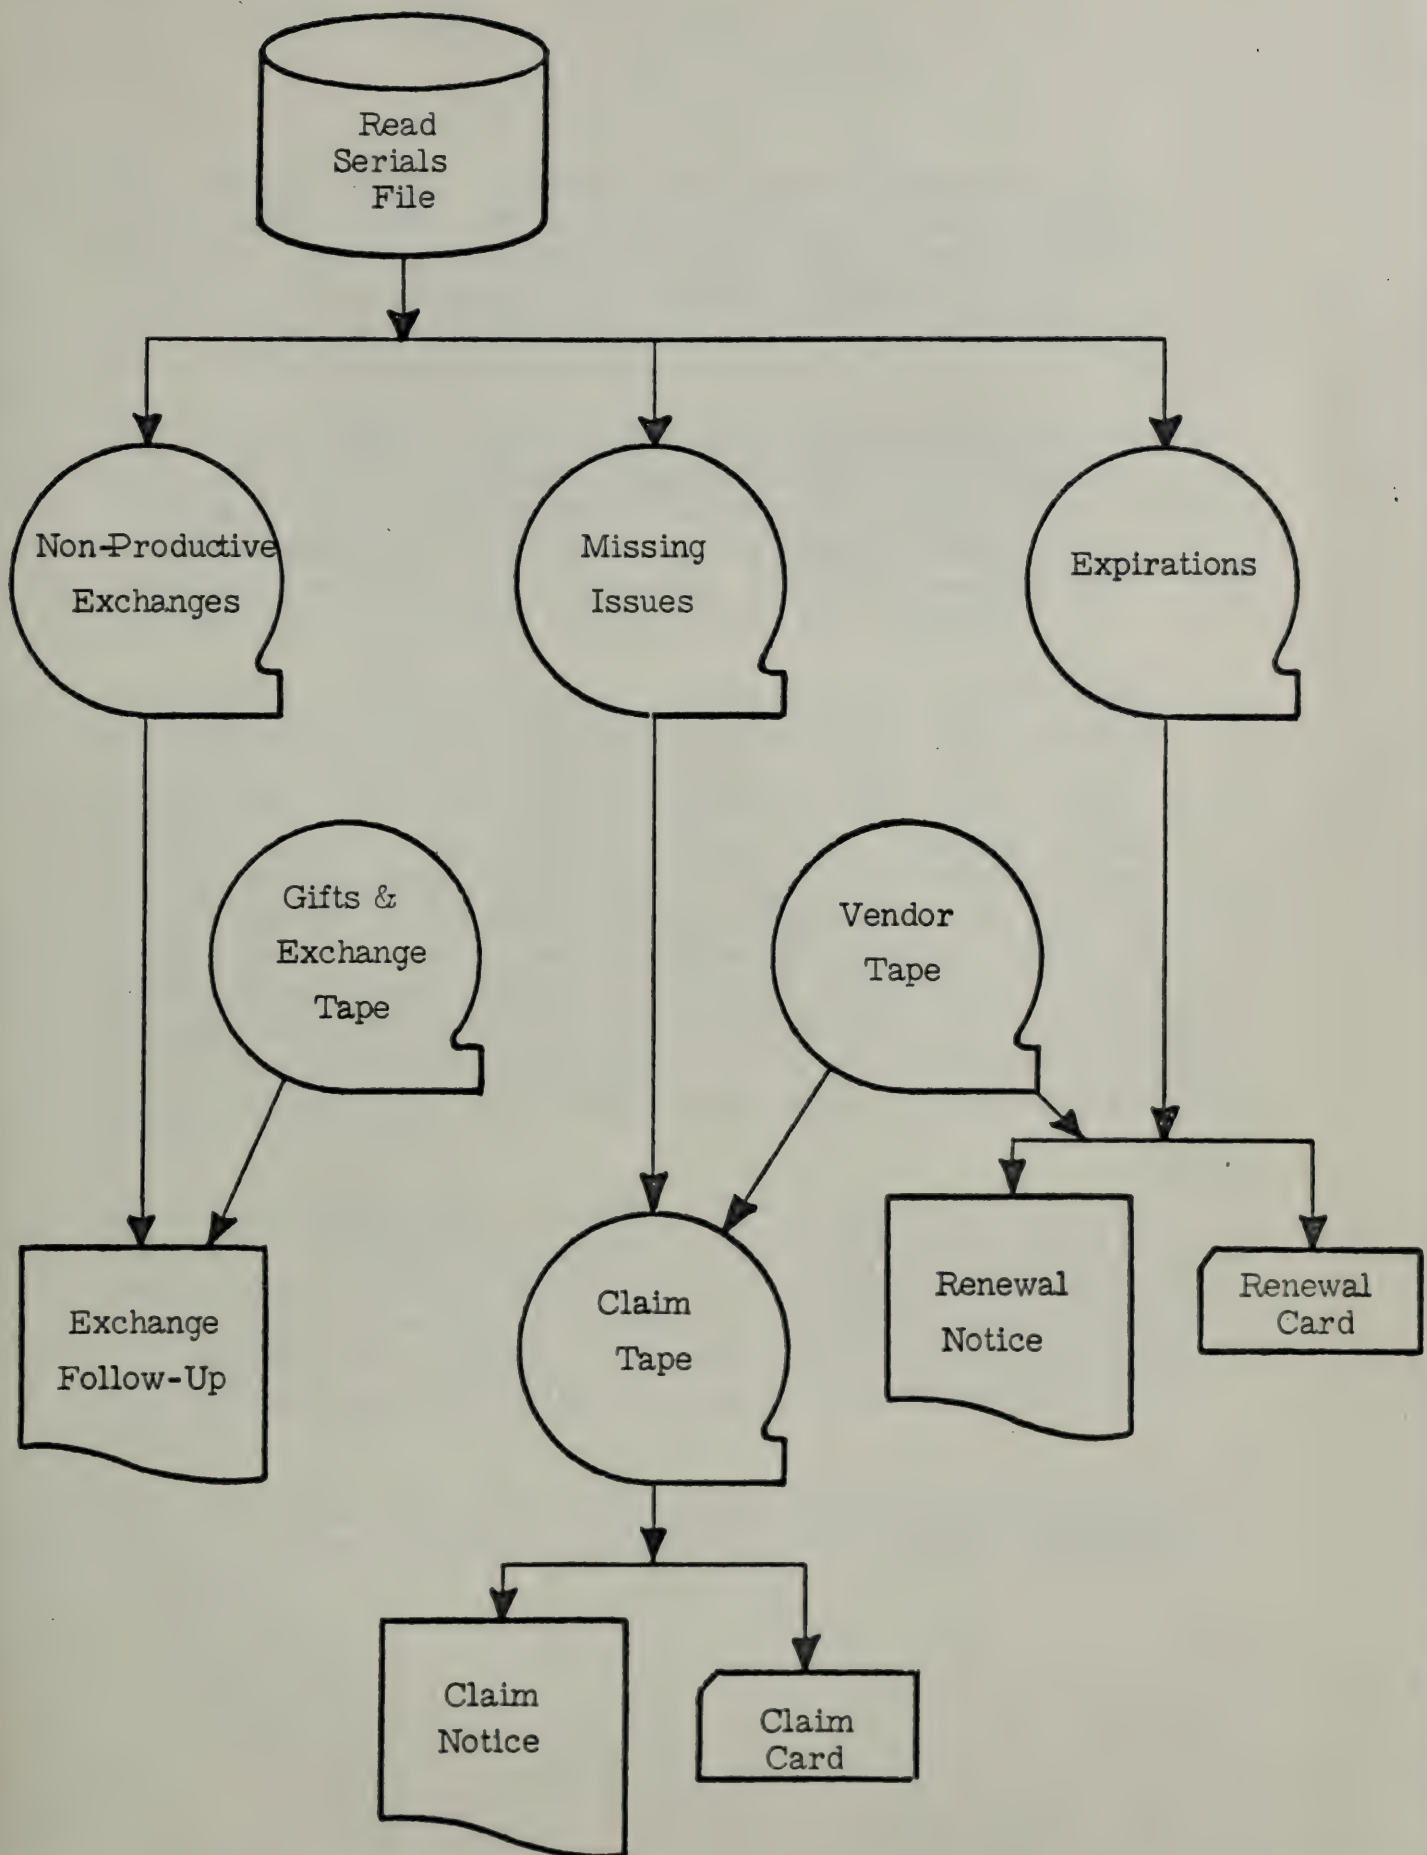 Read
Serials
File
Non-Productive
Exchanges
Missing
Issues
Expirations
Gifts &
Exchange
Tape
Vendor
Tape
Exchange
Follow-Up
Claim
Tape
Renewal
Notice
Renewal
Card
Claim
Notice
Claim
Card